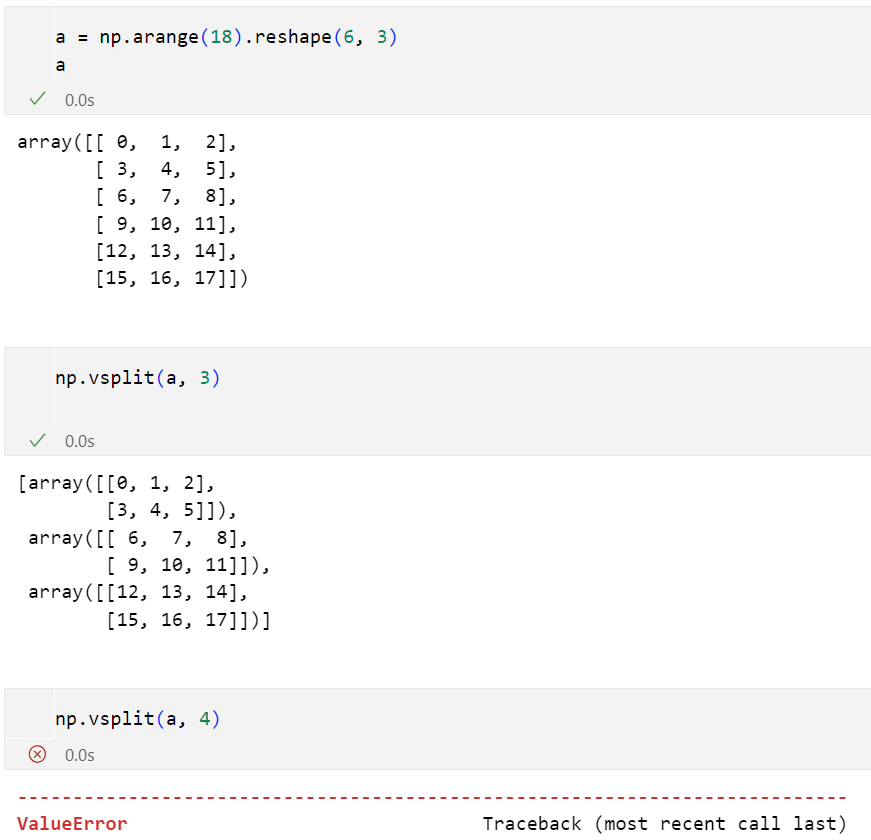 a = np.arange(18).reshape(6, 3)
a
0.0s
array([[ 0,  1,  2],
       [ 3,  4,  5],
       [ 6,  7,  8],
       [ 9, 10, 11],
       [12, 13, 14],
       [15, 16, 17]])
np.vsplit(a, 3)
0.0s
[array([[0, 1, 2],
        [3, 4, 5]]),
 array([[ 6,  7,  8],
        [ 9, 10, 11]]),
 array([[12, 13, 14],
        [15, 16, 17]])]
np.vsplit(a, 4)
0.0s
---------------------------------------------------------------------------
ValueError                                Traceback (most recent call last)